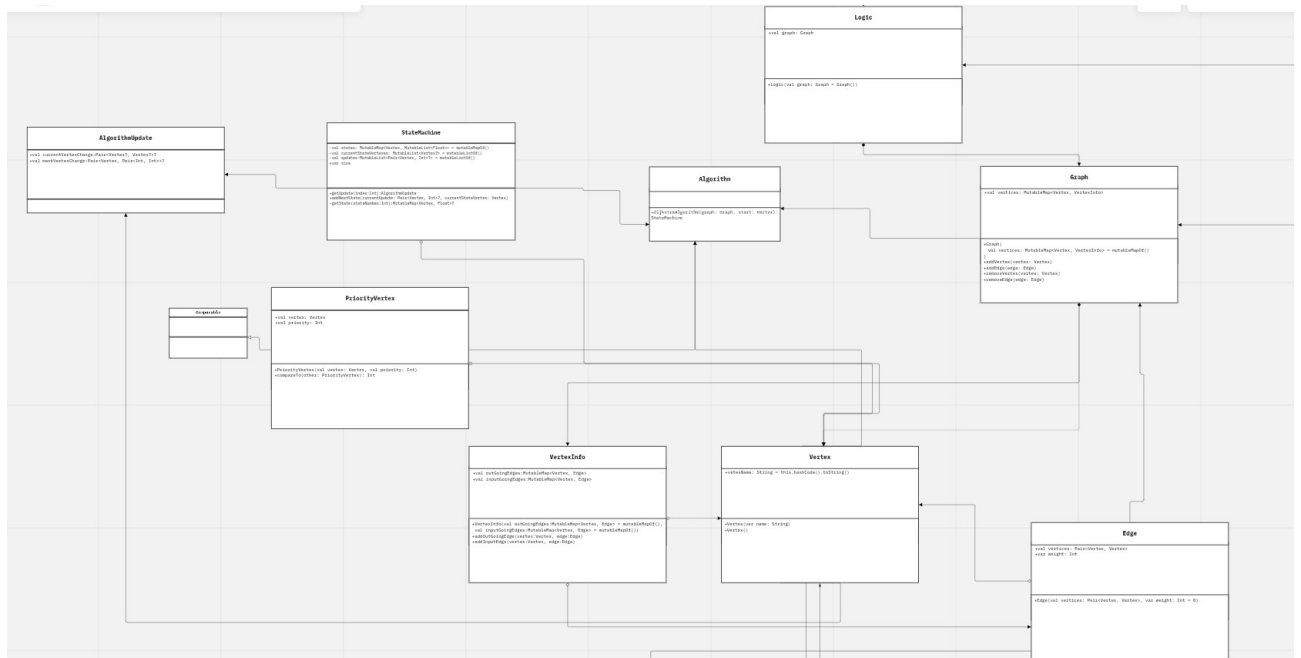 Logic
+val graph: Graph
+Logic(val graph: Graph = Graph())
AlgorithmUpdate
+val currentVertexChange:Pair<Vertex?, Vertex?>?
+val nextVertexChange:Pair<Vertex, Pair<Int, Int>>?
StateMachine
-val states: MutableMap<Vertex, MutableList<Float>> = mutableMapOf()
-val currentStateVertexes: MutableList<Vertex?> = mutableListOf()
-val updates:MutableList<Pair<Vertex, Int>?> = mutableListOf()
+var size
+getUpdate(index:Int):AlgorithmUpdate
+addNextState(currentUpdate: Pair<Vertex, Int>?, currentStateVertex: Vertex)
-getState(stateNumber:Int):MutableMap<Vertex, Float>?
Algorithm
+dijkstraAlgorithm(graph: Graph, start: Vertex):
StateMachine
Graph
+val vertices: MutableMap<Vertex, VertexInfo>
+Graph(
val vertices: MutableMap<Vertex, VertexInfo> = mutableMapOf()
)
+addVertex(vertex: Vertex)
+addEdge(edge: Edge)
+removeVertex(vertex: Vertex)
+removeEdge(edge: Edge)
Comparable
PriorityVertex
+val vertex: Vertex
+val priority: Int
+PriorityVertex(val vertex: Vertex, val priority: Int)
+compareTo(other: PriorityVertex): Int
VertexInfo
+val outGoingEdges:MutableMap<Vertex, Edge>
+val inputGoingEdges:MutableMap<Vertex, Edge>
+VertexInfo(val outGoingEdges:MutableMap<Vertex, Edge> = mutableMapOf(),
val inputGoingEdges:MutableMap<Vertex, Edge> = mutableMapOf())
+addOutGoingEdge(vertex:Vertex, edge:Edge)
+addInputEdge(vertex:Vertex, edge:Edge)
Vertex
+vatexName: String = this.hashCode().toString()
+Vertex(var name: String)
+Vertex()
Edge
+val vertices: Pair<Vertex, Vertex>
+var weight: Int
+Edge(val vertices: Pair<Vertex, Vertex>, var weight: Int = 0)